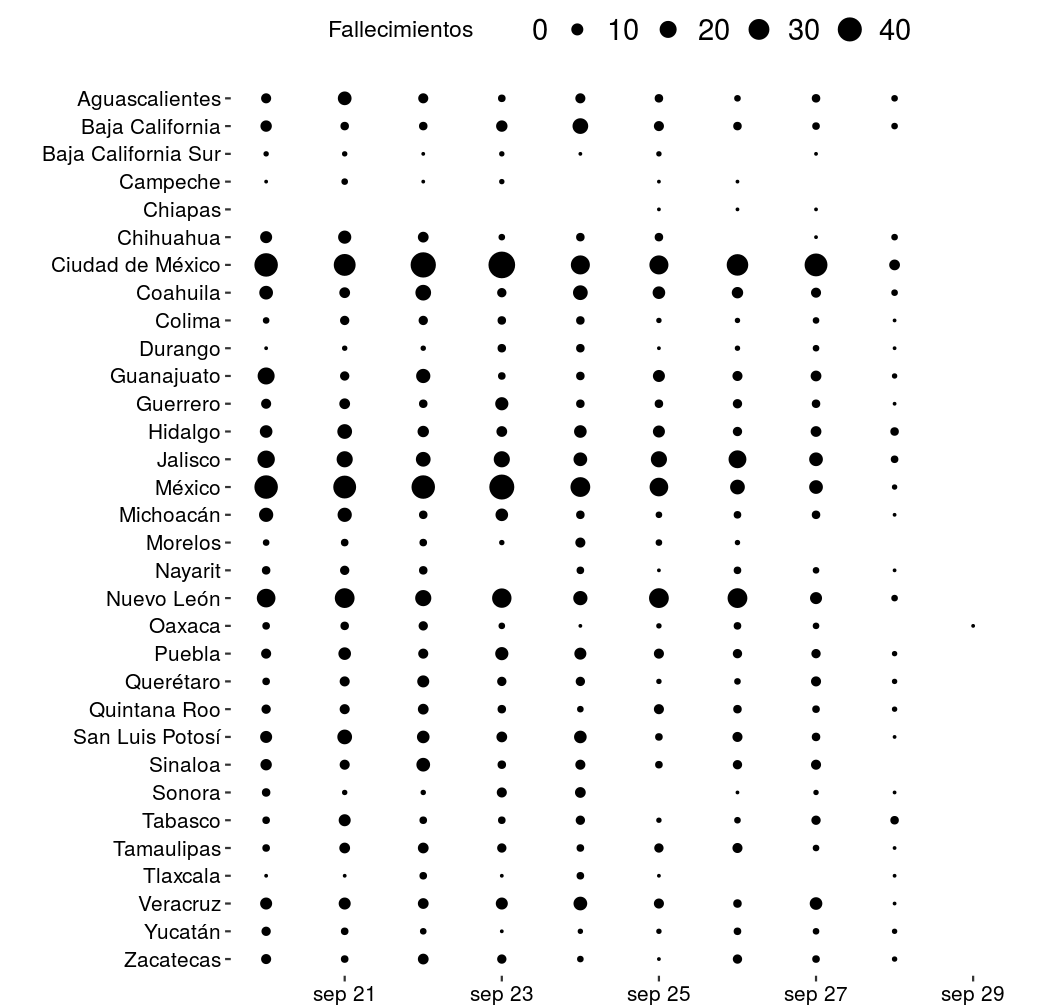 Fallecimientos 0 10 20 30 40
Aguascalientes
Baja California
Baja California Sur
Campeche
Chiapas
Chihuahua
Ciudad de México
Coahuila
Colima
Durango
Guanajuato
Guerrero
Hidalgo
Jalisco
México
Michoacán
Morelos
Nayarit
Nuevo León
Oaxaca
Puebla
Querétaro
Quintana Roo
San Luis Potosí
Sinaloa
Sonora
Tabasco
Tamaulipas
Tlaxcala
Veracruz
Yucatán
Zacatecas
sep 21 sep 23 sep 25 sep 27 sep 29